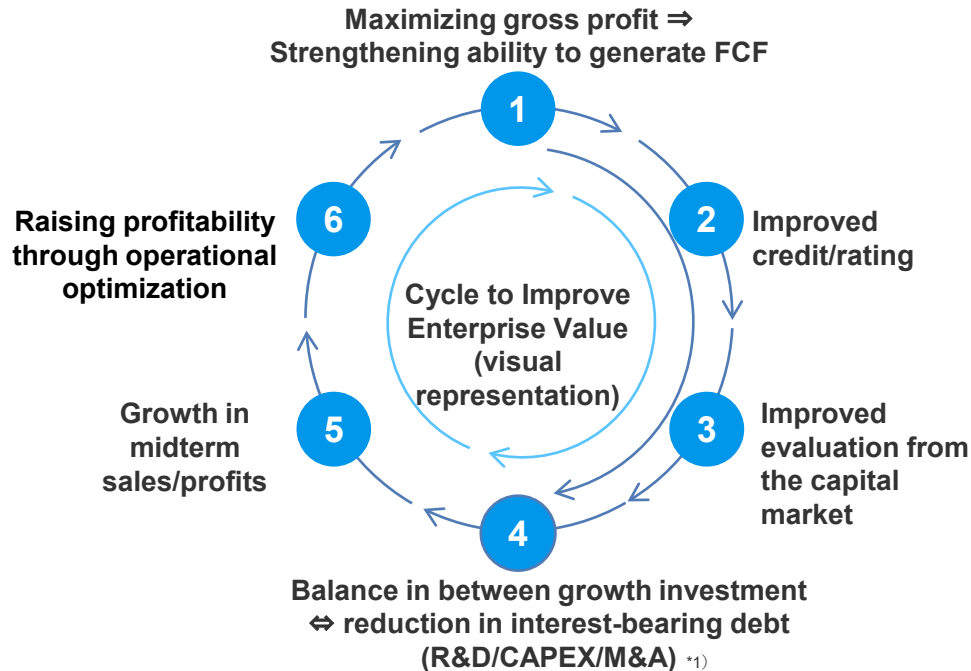 Maximizing gross profit ⇒
Strengthening ability to generate FCF
1
2
Improved
credit/rating
3
Improved
evaluation from
the capital
market
4
Balance in between growth investment
⇔ reduction in interest-bearing debt
(R&D/CAPEX/M&A) *1）
5
Growth in
midterm
sales/profits
6
Raising profitability
through operational
optimization
Cycle to Improve
Enterprise Value
(visual
representation)